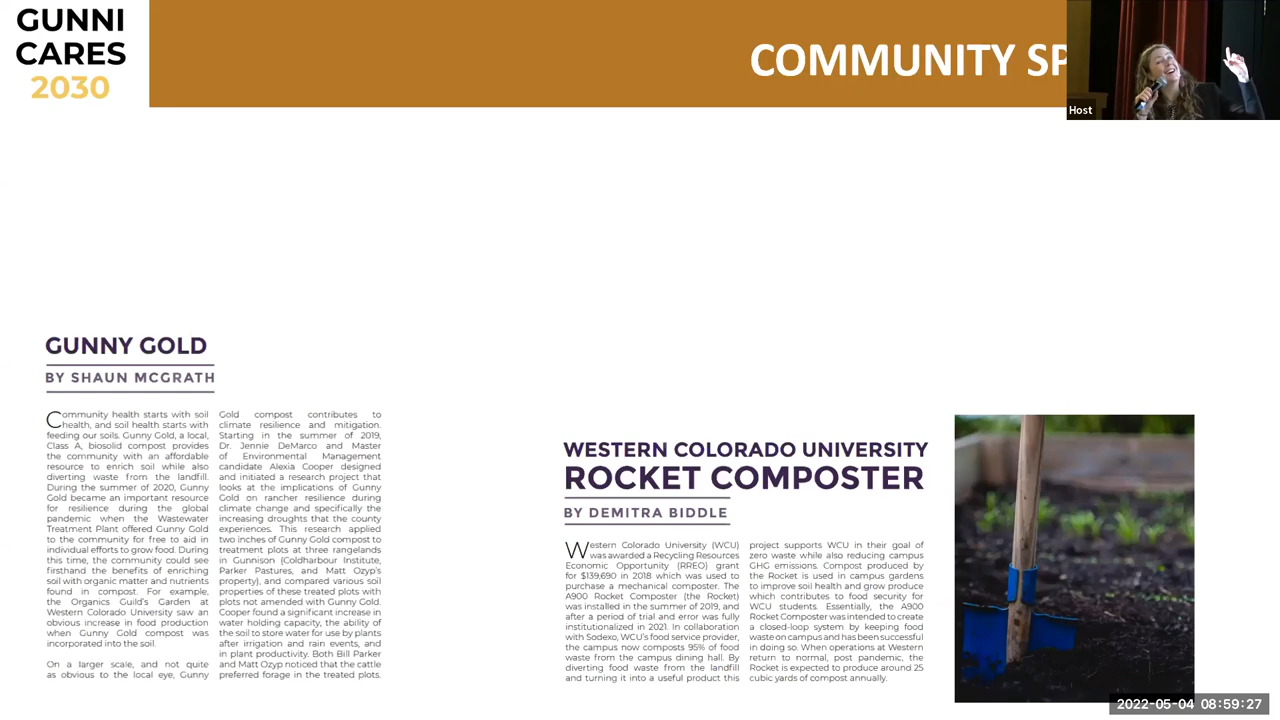 GUNNI
CARES
2030
COMMUNITY SP
Host
GUNNY GOLD
BY SHAUN MCGRATH
Community health starts with soil
health, and soil health starts with
feeding our soils. Gunny Gold, a local,
Class A, biosolid compost provides
the community with an affordable
resource to enrich soil while also
diverting waste from the landfill.
During the summer of 2020, Gunny
Gold became an important resource
for resilience during the global
pandemic when the Wastewater
Treatment Plant offered Gunny Gold
to the community for free to aid in
individual efforts to grow food. During
this time, the community could see
firsthand the benefits of enriching
soil with organic matter and nutrients
found in compost. For example,
the Organics Guild's Garden at
Western Colorado University saw an
obvious increase in food production
when Gunny Gold compost was
incorporated into the soil.
On a larger scale, and not quite
as obvious to the local eye, Gunny
Gold compost contributes to
climate resilience and mitigation.
Starting in the summer of 2019,
Dr. Jennie DeMarco and Master
of Environmental Management
candidate Alexia Cooper designed
and initiated a research project that
looks at the implications of Gunny
Gold on rancher resilience during
climate change and specifically the
increasing droughts that the county
experiences. This research applied
two inches of Gunny Gold compost to
treatment plots at three rangelands
in Gunnison (Coldharbour Institute,
Parker Pastures, and Matt Ozyp's
property), and compared various soil
properties of these treated plots with
plots not amended with Gunny Gold.
Cooper found a significant increase in
water holding capacity, the ability of
the soil to store water for use by plants
after irrigation and rain events, and
in plant productivity. Both Bill Parker
and Matt Ozyp noticed that the cattle
preferred forage in the treated plots.
WESTERN COLORADO UNIVERSITY
ROCKET COMPOSTER
BY DEMITRA BIDDLE
Western Colorado University (WCU)
was awarded a Recycling Resources
Economic Opportunity (RREO) grant
for $139,690 in 2018 which was used to
purchase a mechanical composter. The
A900 Rocket Composter (the Rocket)
was installed in the summer of 2019, and
after a period of trial and error was fully
institutionalized in 2021. In collaboration
with Sodexo, WCU's food service provider,
the campus now composts 95% of food
waste from the campus dining hall. By
diverting food waste from the landfill
and turning it into a useful product this
project supports WCU in their goal of
zero waste while also reducing campus
GHG emissions. Compost produced by
the Rocket is used in campus gardens
to improve soil health and grow produce
which contributes to food security for
WCU students. Essentially, the A900
Rocket Composter was intended to create
a closed-loop system by keeping food
waste on campus and has been successful
in doing so. When operations at Western
return to normal, post pandemic, the
Rocket is expected to produce around 25
cubic yards of compost annually.
2022-05-04 08:59:27